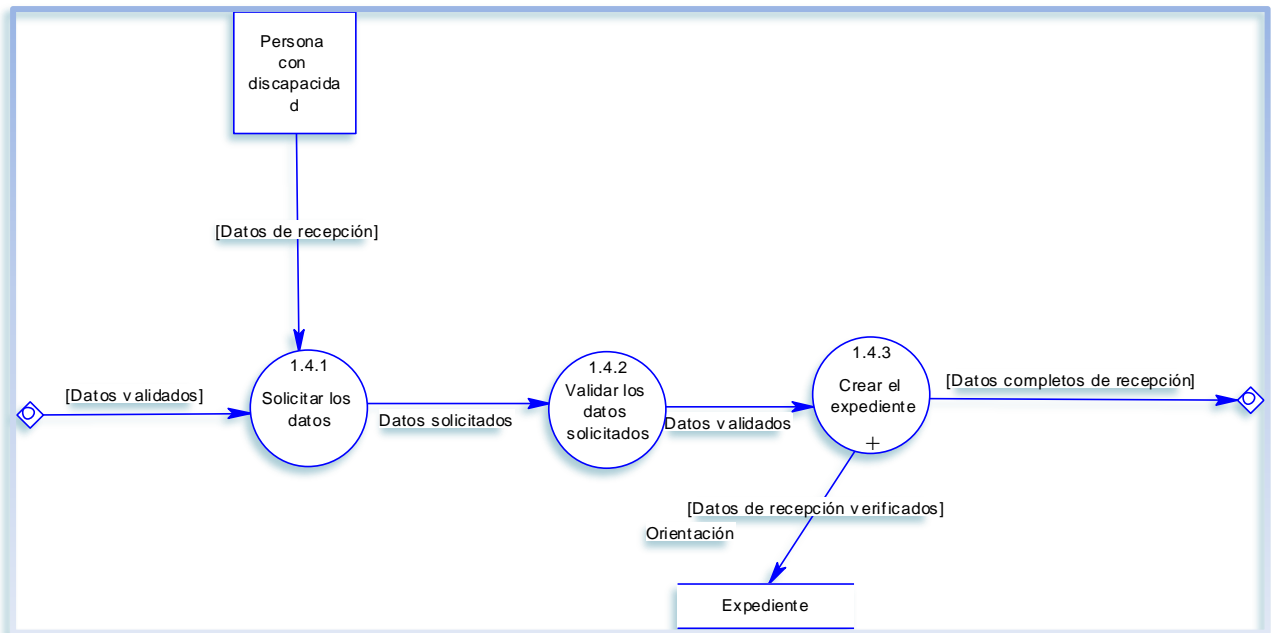 Persona
con
discapacida
d
[Datos de recepción]
[Datos validados]
1.4.1
Solicitar los
datos
Datos solicitados
1.4.2
Validar los
datos
solicitados
Datos validados
1.4.3
Crear el
expediente
+
[Datos completos de recepción]
[Datos de recepción verificados]
Orientación
Expediente